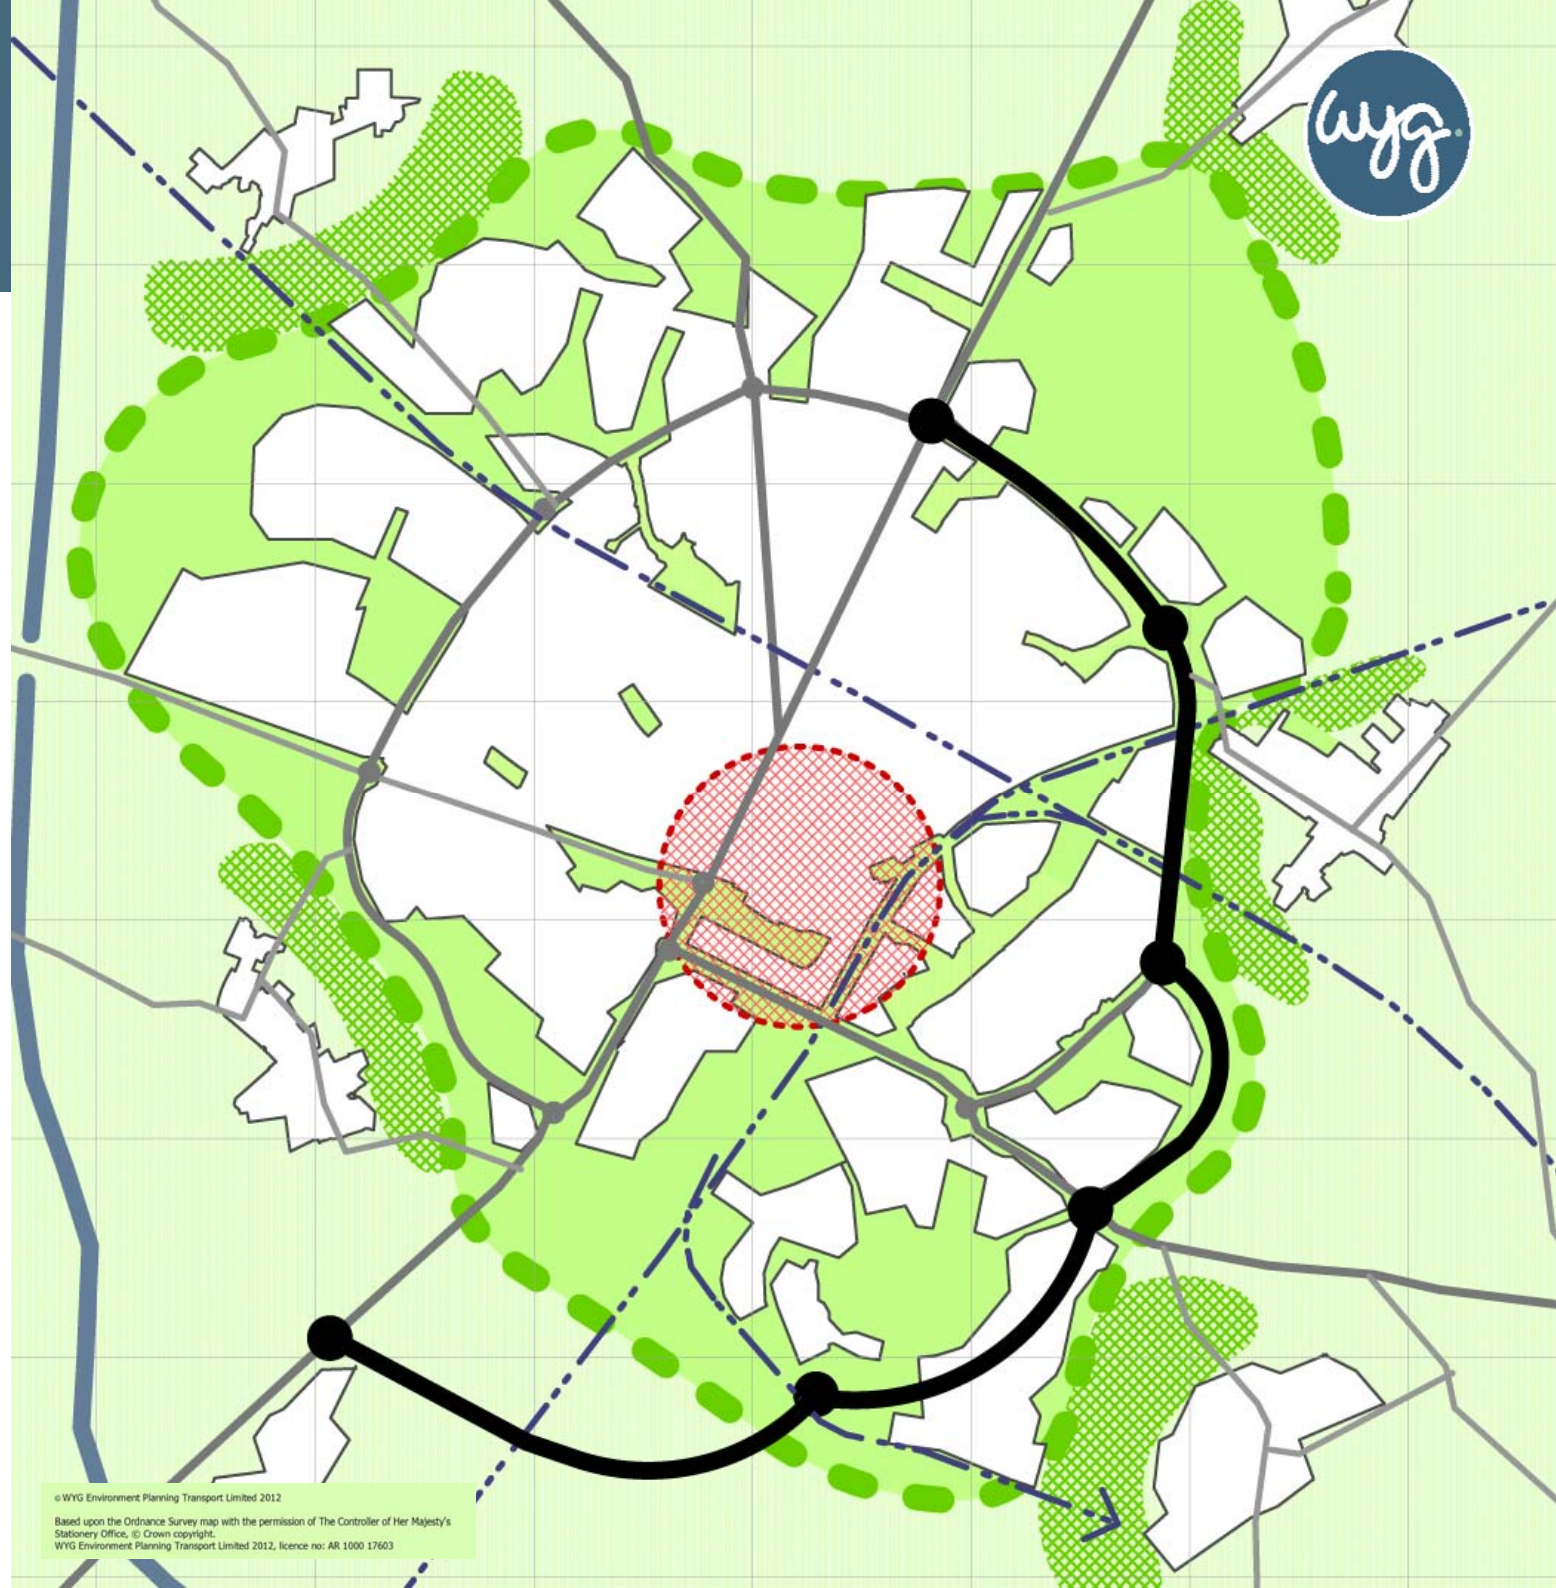 wyg.
© WYG Environment Planning Transport Limited 2012
Based upon the Ordnance Survey map with the permission of The Controller of Her Majesty's
Stationery Office, © Crown copyright.
WYG Environment Planning Transport Limited 2012, licence no: AR 1000 17603